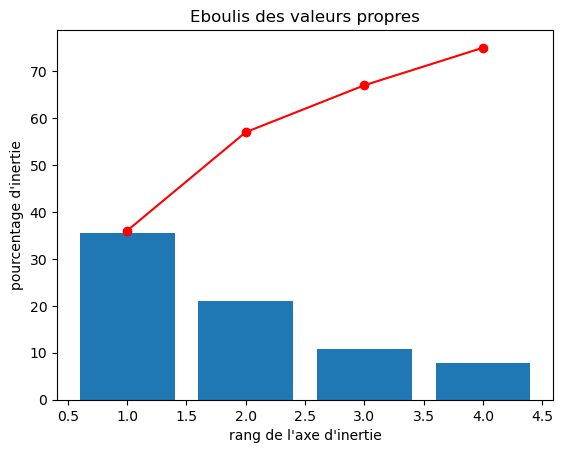 Eboulis des valeurs propres
pourcentage d'inertie
70
60
50
40
30
20
10
0
0.5 1.0 1.5 2.0 2.5 3.0 3.5 4.0 4.5
rang de l'axe d'inertie